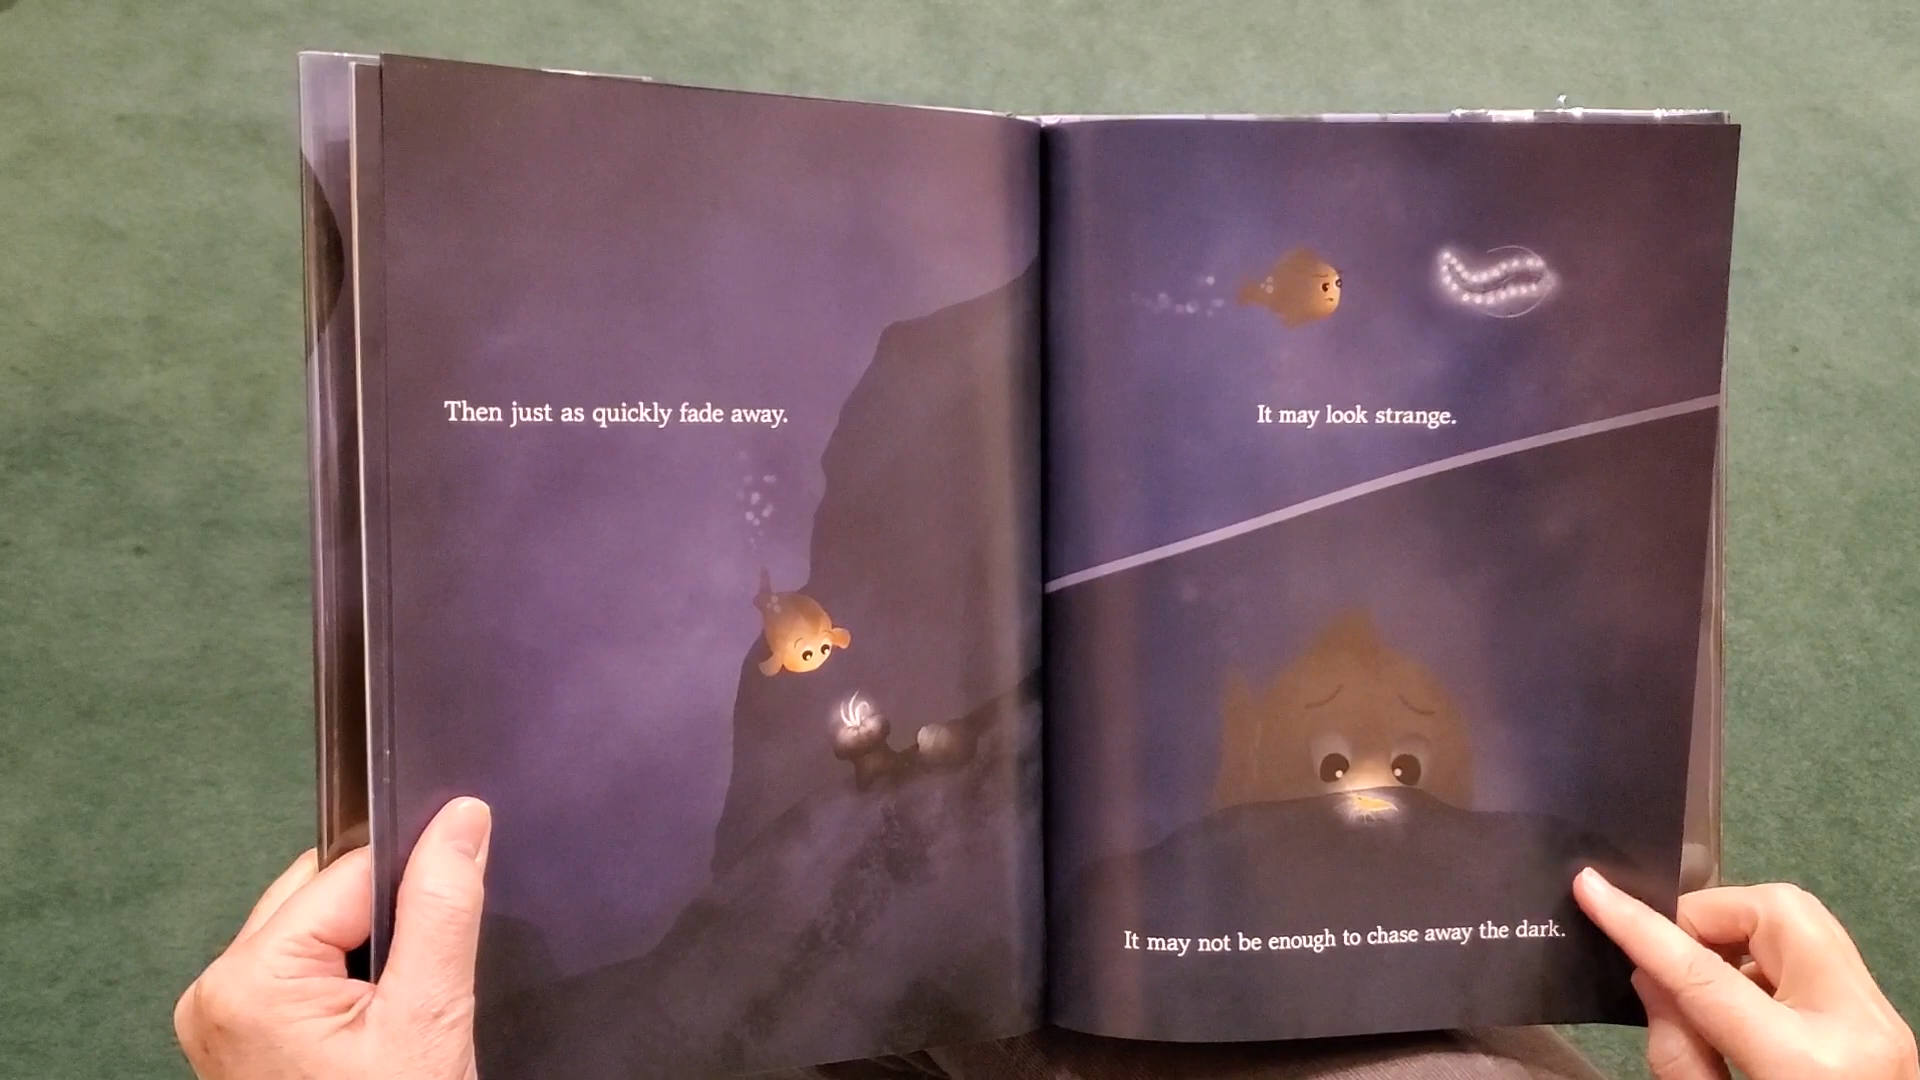 Then just as quickly fade away.
It may look strange.
It may not be enough to chase away the dark.